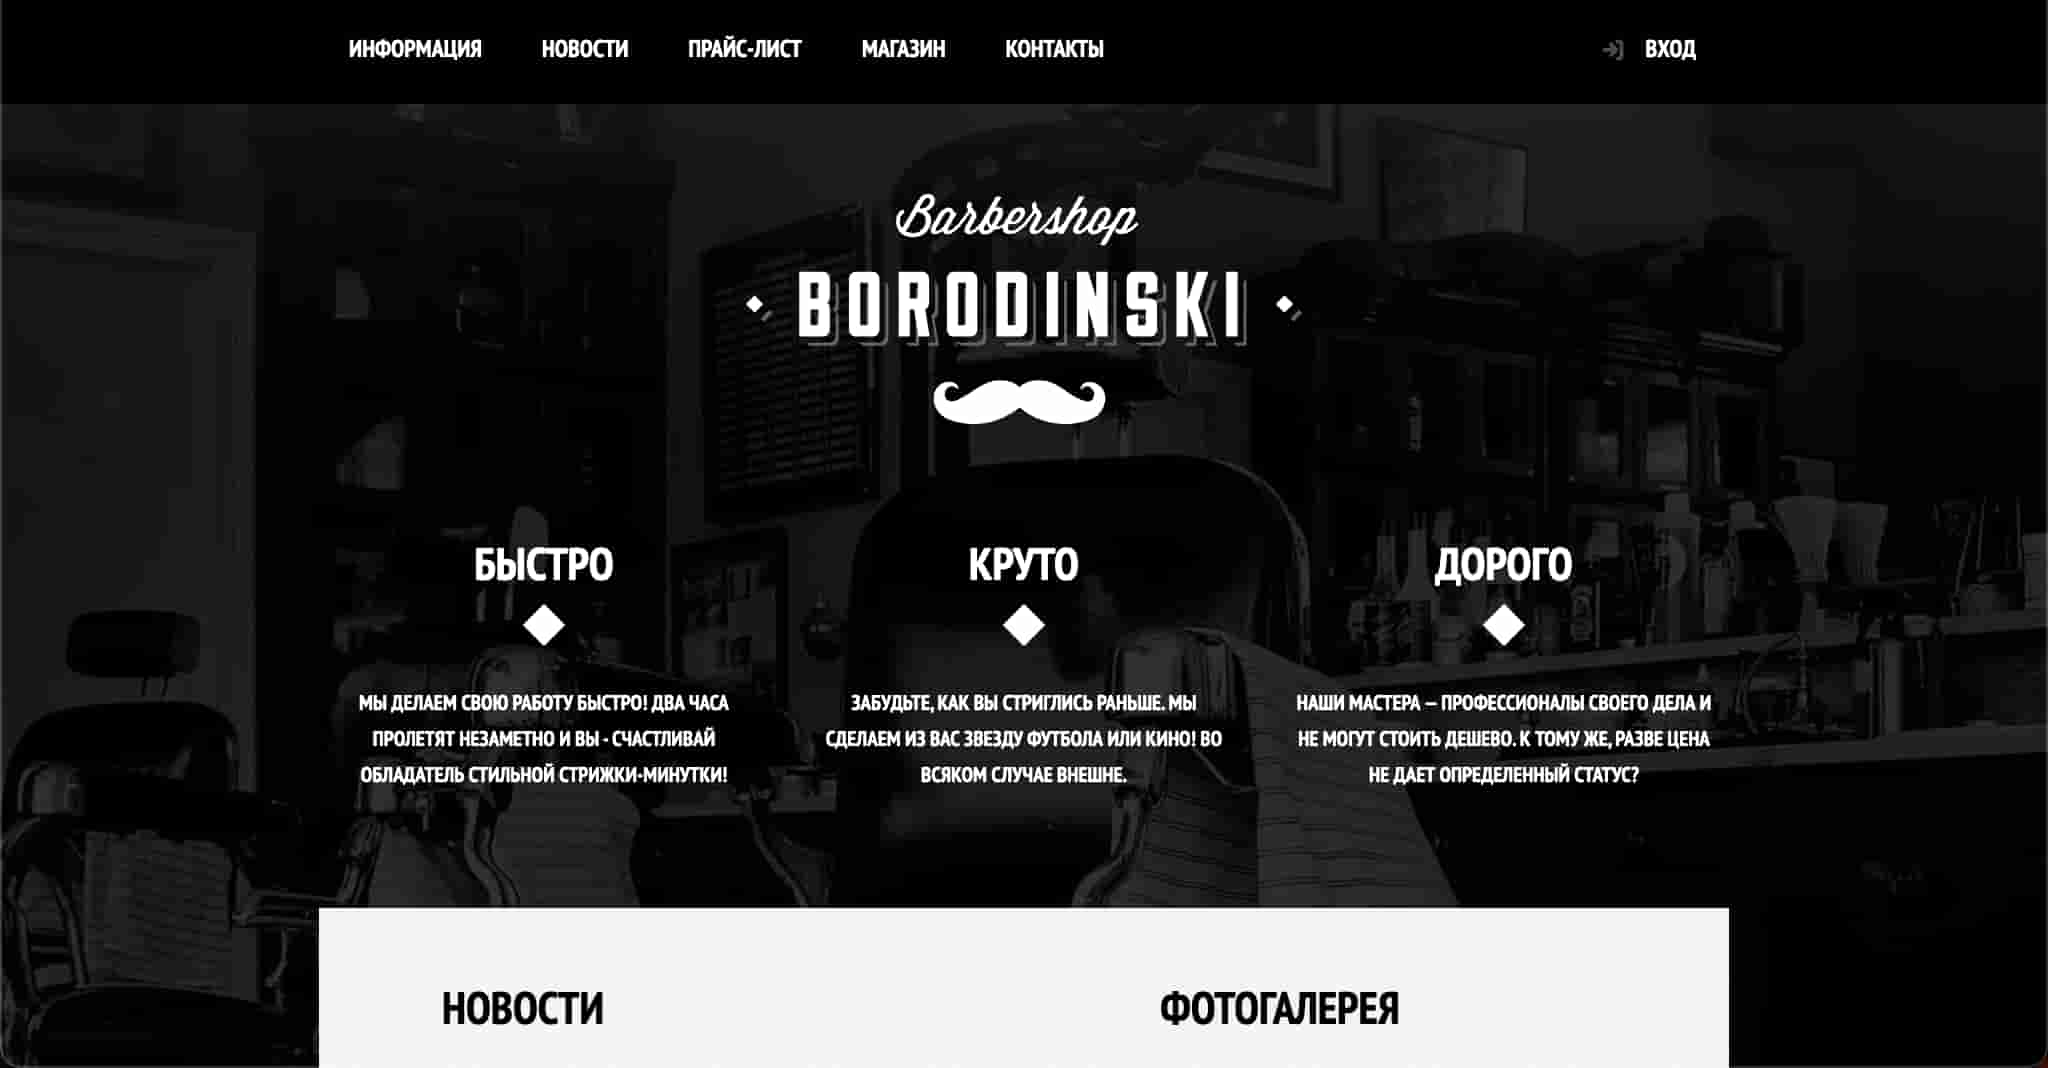 ИНФОРМАЦИЯ НОВОСТИ ПРАЙС-ЛИСТ МАГАЗИН КОНТАКТЫ ВХОД
Barbershop
BORODINSKI
БЫСТРО
МЫ ДЕЛАЕМ СВОЮ РАБОТУ БЫСТРО! ДВА ЧАСА
ПРОЛЕТЯТ НЕЗАМЕТНО И ВЫ - СЧАСТЛИВАЙ
ОБЛАДАТЕЛЬ СТИЛЬНОЙ СТРИЖКИ-МИНУТКИ!
КРУТО
ЗАБУДЬТЕ, КАК ВЫ СТРИГЛИСЬ РАНЬШЕ. МЫ
СДЕЛАЕМ ИЗ ВАС ЗВЕЗДУ ФУТБОЛА ИЛИ КИНО! ВО
ВСЯКОМ СЛУЧАЕ ВНЕШНЕ.
ДОРОГО
НАШИ МАСТЕРА — ПРОФЕССИОНАЛЫ СВОЕГО ДЕЛА И
НЕ МОГУТ СТОИТЬ ДЕШЕВО. К ТОМУ ЖЕ, РАЗВЕ ЦЕНА
НЕ ДАЕТ ОПРЕДЕЛЕННЫЙ СТАТУС?
НОВОСТИ
ФОТОГАЛЕРЕЯ